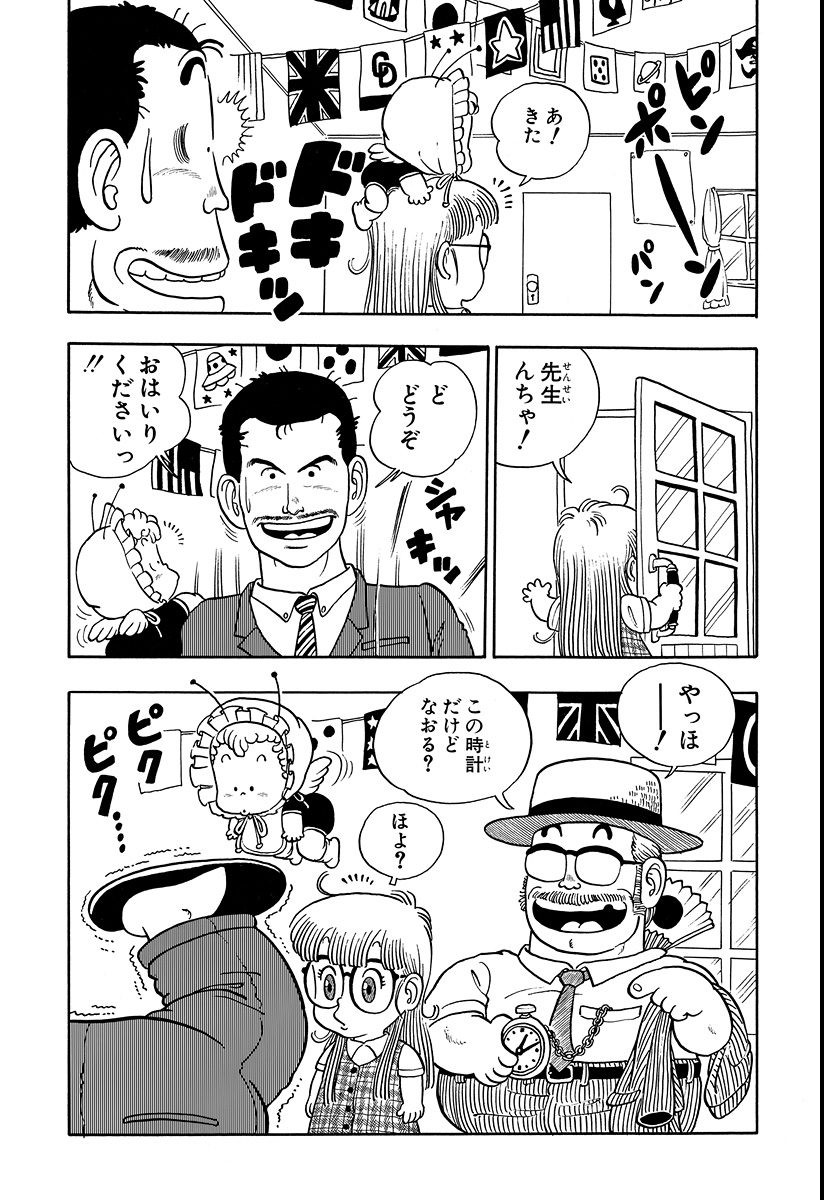 ピンポーン
パン
あ!
きた
ドキ
ドキッ
先生
んちゃ!
ど
どうぞ
シャキッ
おはいり
くださいっ
!!
やっほ
ー!
この時計
だけど
なおる?
ほよ?
ピク
ピク…